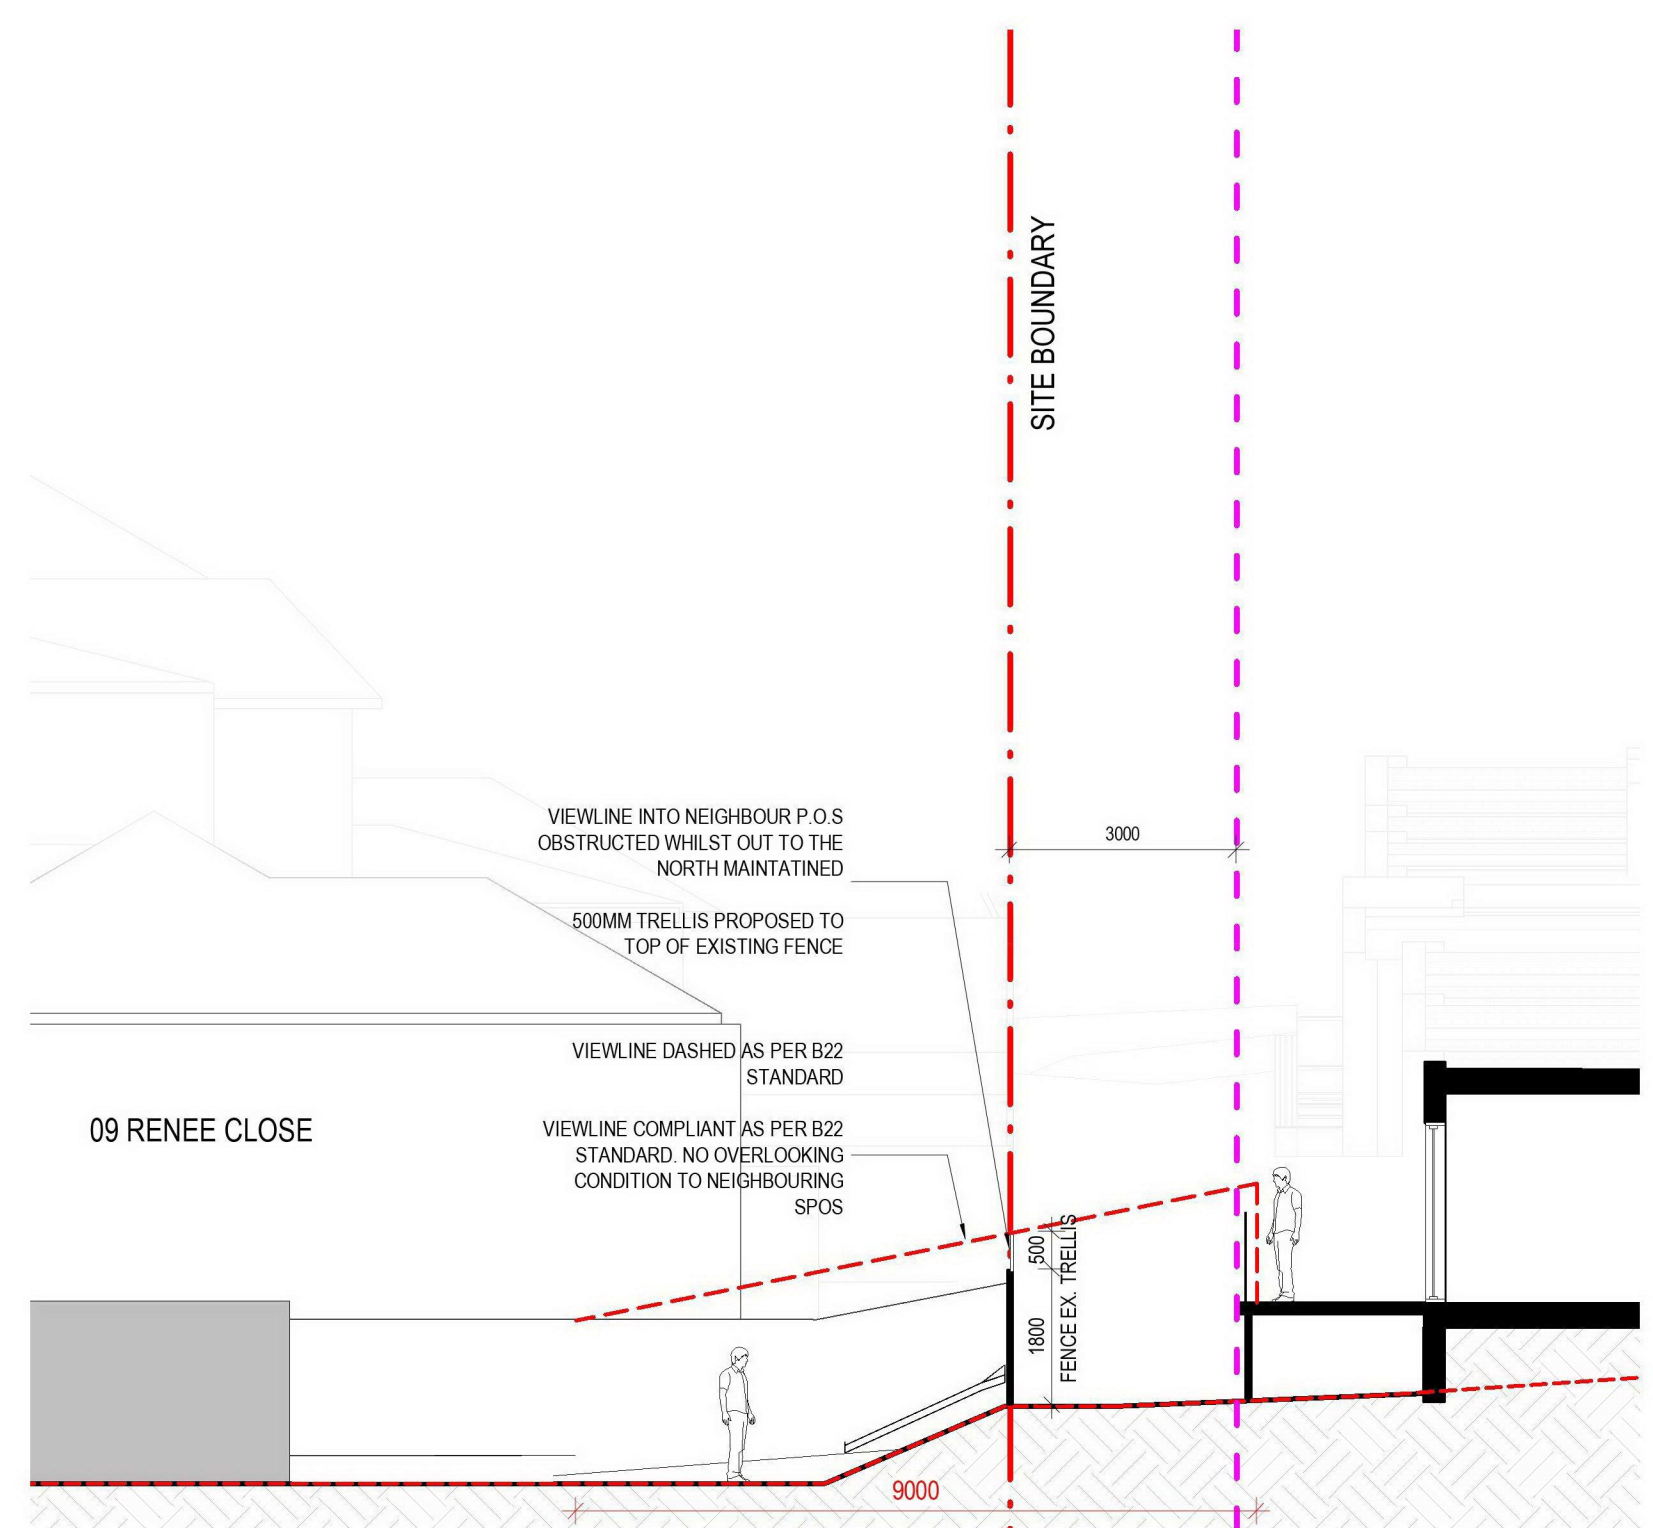 SITE BOUNDARY
VIEWLINE INTO NEIGHBOUR P.O.S
OBSTRUCTED WHILST OUT TO THE
NORTH MAINTATINED
3000
500MM TRELLIS PROPOSED TO
TOP OF EXISTING FENCE
VIEWLINE DASHED AS PER B22
STANDARD
09 RENEE CLOSE
VIEWLINE COMPLIANT AS PER B22
STANDARD. NO OVERLOOKING
CONDITION TO NEIGHBOURING
SPOS
500
1800
FENCE EX. TRELLIS
9000